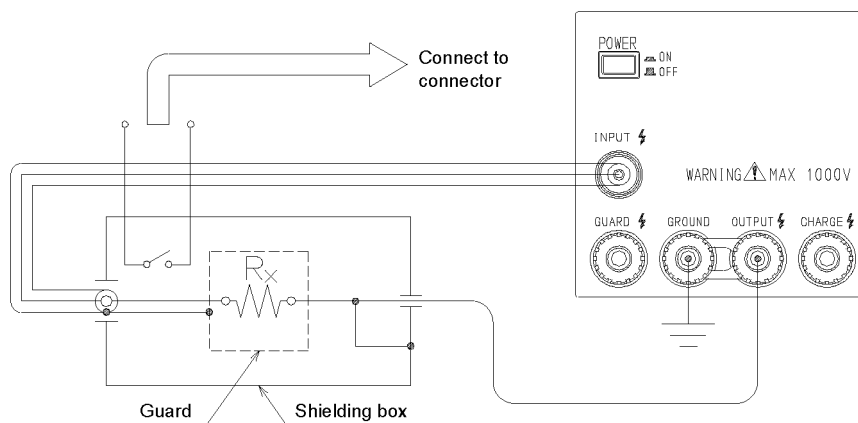 Connect to
connector
POWER
ON
OFF
INPUT
WARNING MAX 1000V
GUARD GROUND OUTPUT CHARGE
Rx
Guard Shielding box